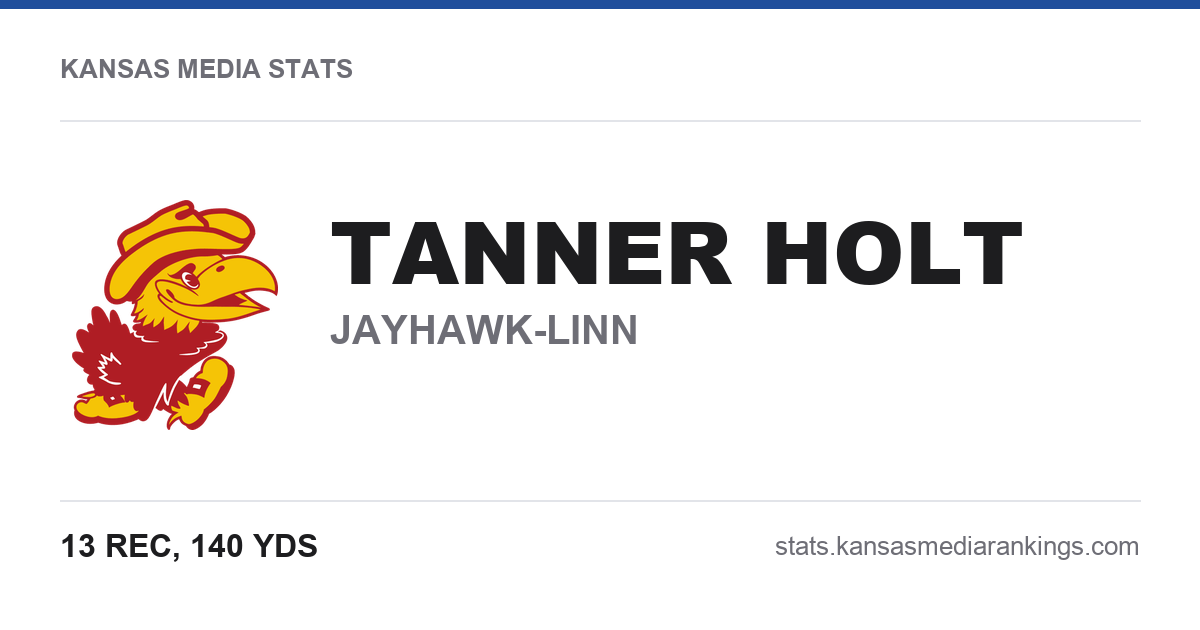 KANSAS MEDIA STATS
TANNER HOLT
JAYHAWK-LINN
13 REC, 140 YDS
stats.kansasmediarankings.com